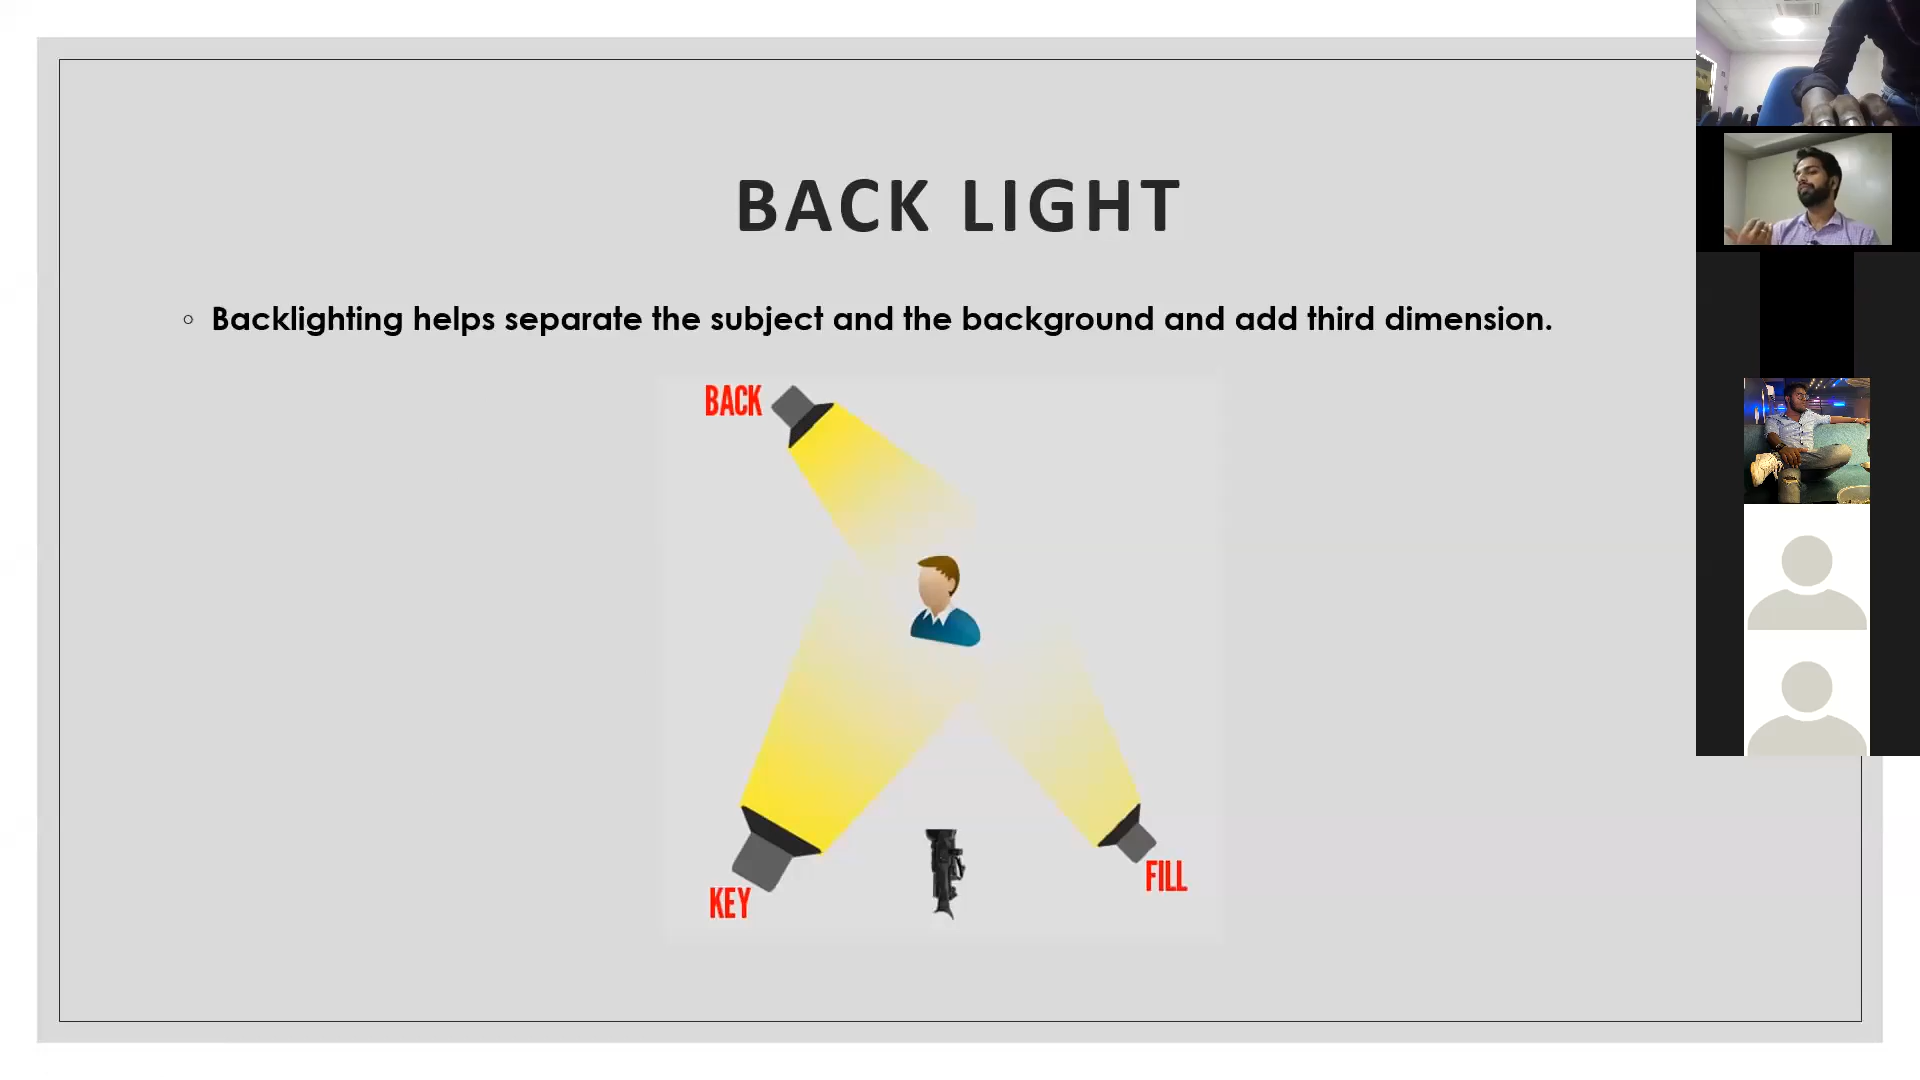 BACK LIGHT
Backlighting helps separate the subject and the background and add third dimension.
BACK
KEY
FILL